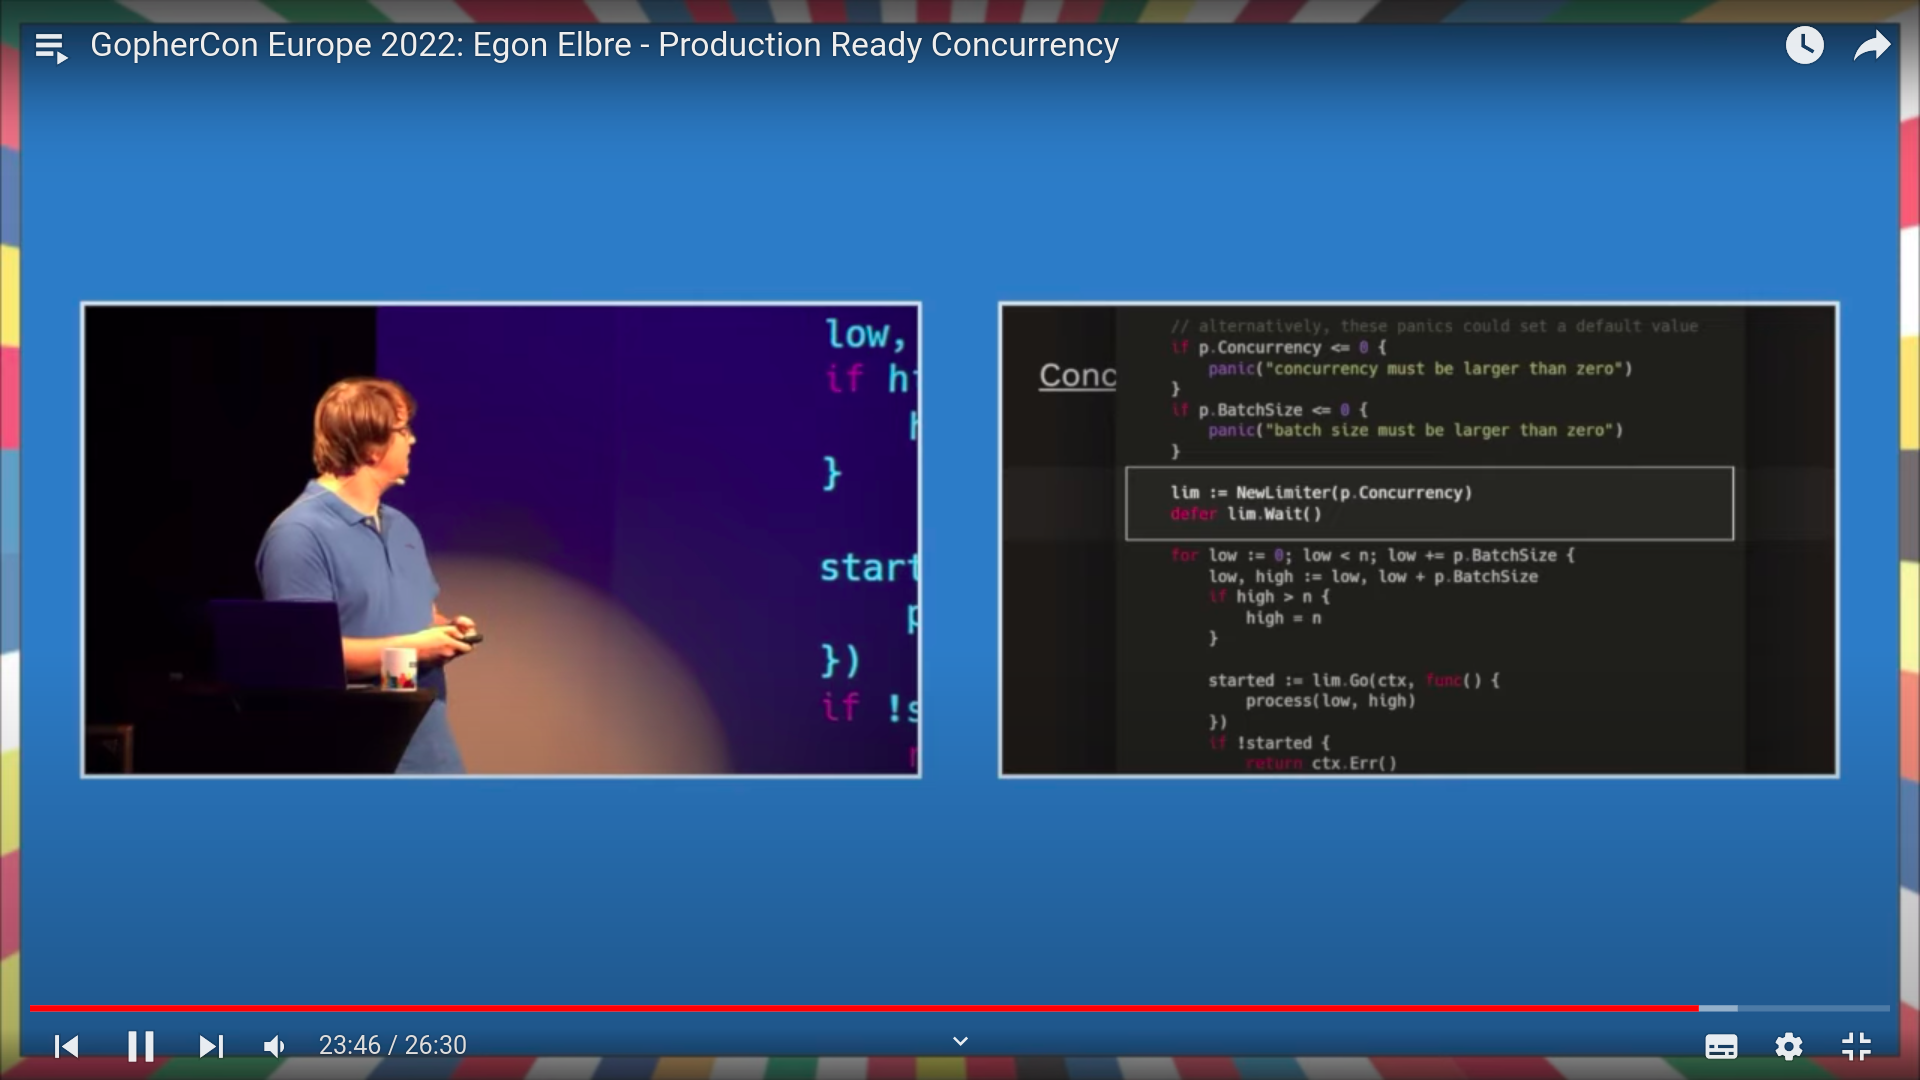 GopherCon Europe 2022: Egon Elbre - Production Ready Concurrency
low,
if
}
start
})
if !s
Conc
// alternatively, these panics could set a default value
if p.Concurrency <= 0 {
panic("concurrency must be larger than zero")
}
if p.BatchSize <= 0 {
panic("batch size must be larger than zero")
}
lim := NewLimiter(p.Concurrency)
defer lim.Wait()
for low := 0; low < n; low += p.BatchSize {
low, high := low, low + p.BatchSize
if high > n {
high = n
}
started := lim.Go(ctx, func() {
process(low, high)
})
if !started {
return ctx.Err()
23:46 / 26:30